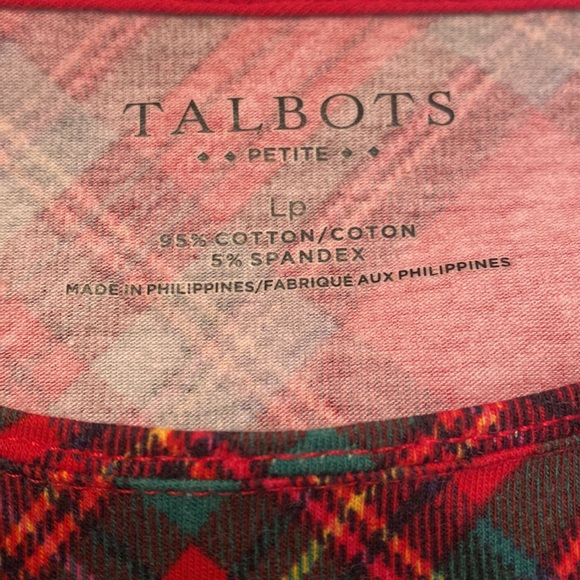 TALBOTS
PETITE
Lp
95% COTTON/COTON
5% SPANDEX
MADE IN PHILIPPINES/FABRIQUÉ AUX PHILIPPINES